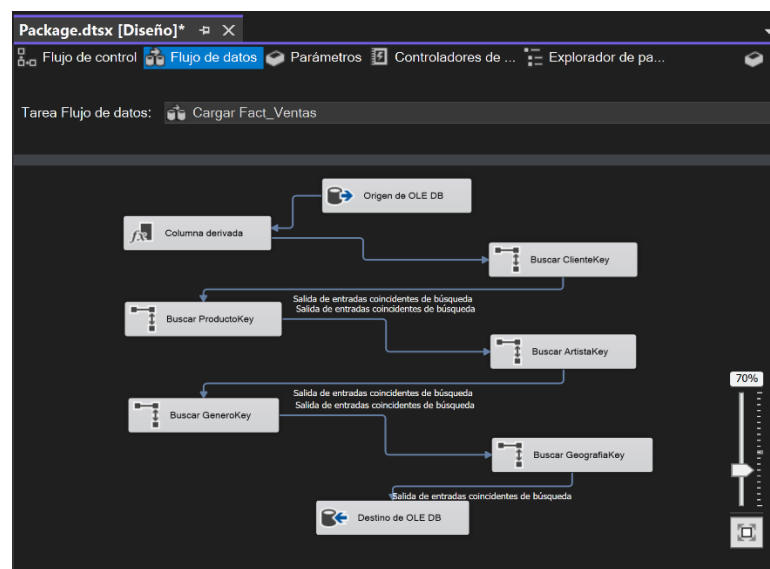 Package.dtsx [Diseño]*
Flujo de control Flujo de datos Parámetros Controladores de ... Explorador de pa...
Tarea Flujo de datos: Cargar Fact_Ventas
Origen de OLE DB
Columna derivada
Buscar ClienteKey
Salida de entradas coincidentes de búsqueda
Salida de entradas coincidentes de búsqueda
Buscar ProductoKey
Buscar ArtistaKey
70%
Salida de entradas coincidentes de búsqueda
Salida de entradas coincidentes de búsqueda
Buscar GeneroKey
Buscar GeografiaKey
Salida de entradas coincidentes de búsqueda
Destino de OLE DB